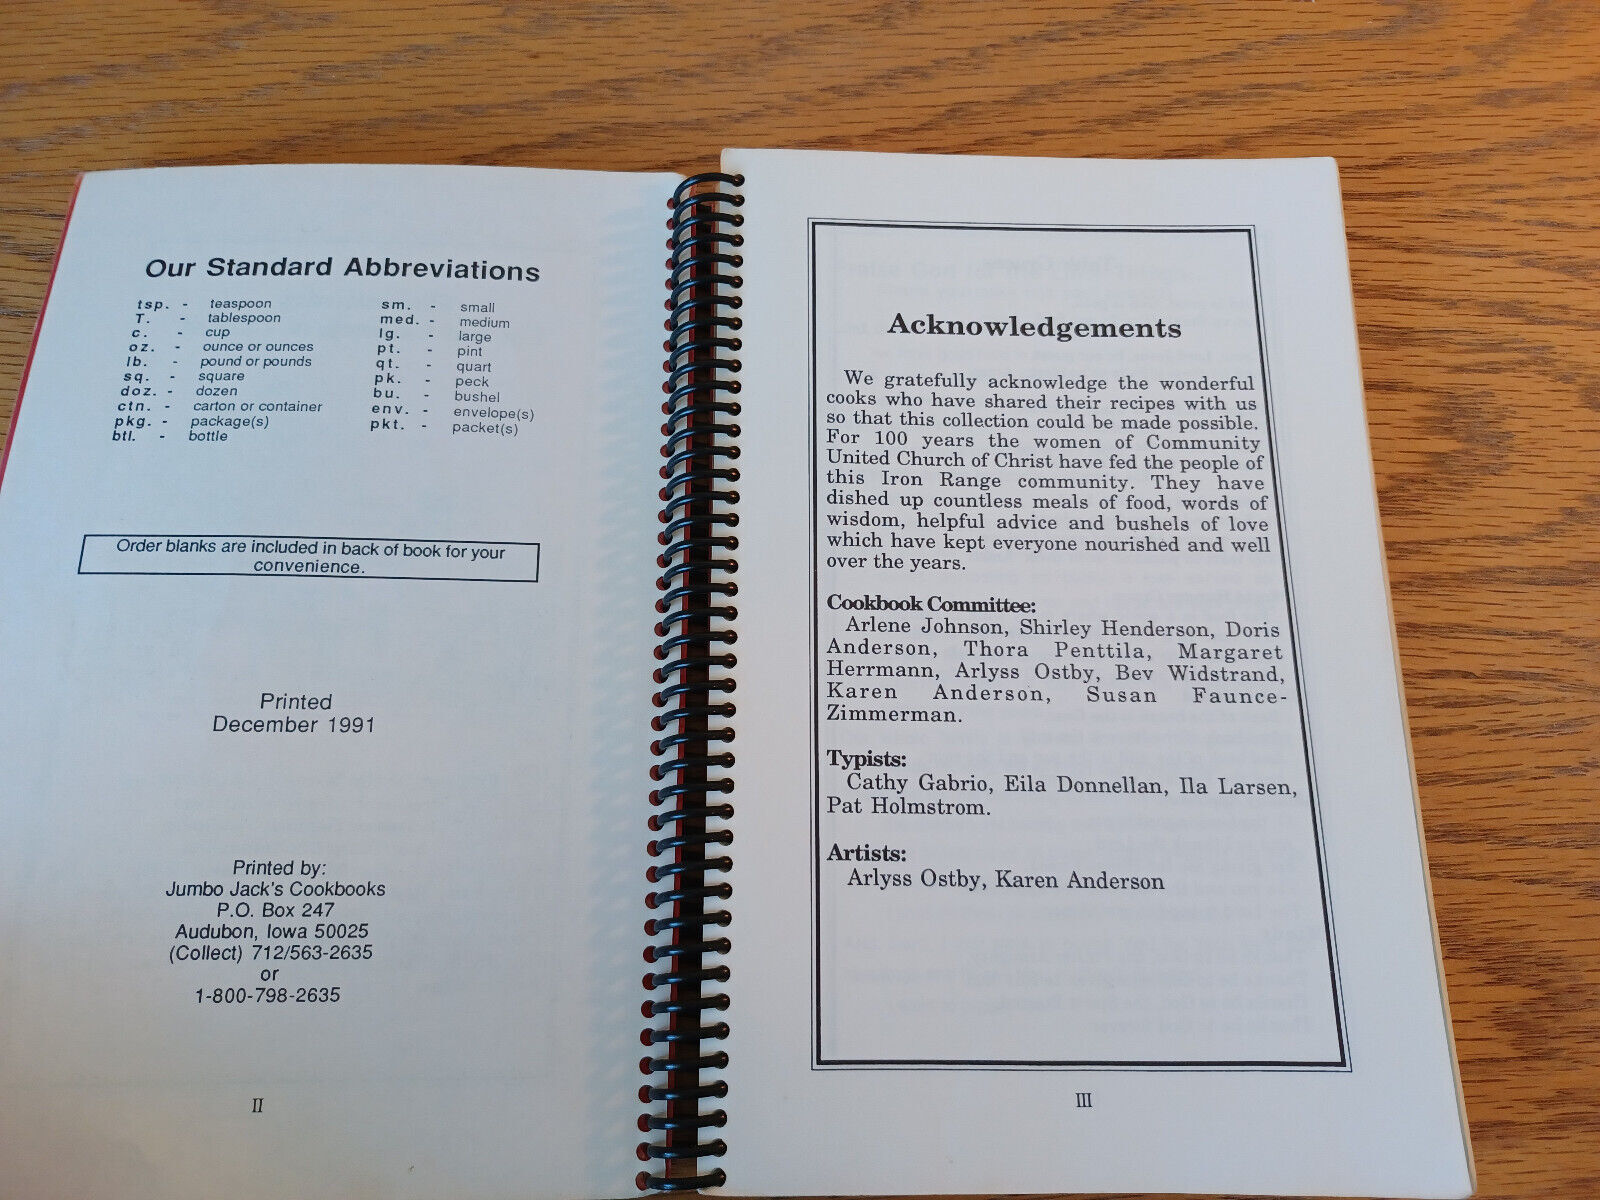 Our Standard Abbreviations
tsp. - teaspoon
T. - tablespoon
c. - cup
oz. - ounce or ounces
lb. - pound or pounds
sq. - square
doz. - dozen
ctn. - carton or container
pkg. - package(s)
btl. - bottle
sm. - small
med. - medium
lg. - large
pt. - pint
qt. - quart
pk. - peck
bu. - bushel
env. - envelope(s)
pkt. - packet(s)
Order blanks are included in back of book for your
convenience.
Printed
December 1991
Printed by:
Jumbo Jack's Cookbooks
P.O. Box 247
Audubon, Iowa 50025
(Collect) 712/563-2635
or
1-800-798-2635
II
Acknowledgements
We gratefully acknowledge the wonderful
cooks who have shared their recipes with us
so that this collection could be made possible.
For 100 years the women of Community
United Church of Christ have fed the people of
this Iron Range community. They have
dished up countless meals of food, words of
wisdom, helpful advice and bushels of love
which have kept everyone nourished and well
over the years.
Cookbook Committee:
Arlene Johnson, Shirley Henderson, Doris
Anderson, Thora Penttila, Margaret
Herrmann, Arlyss Ostby, Bev Widstrand,
Karen Anderson, Susan Faunce-
Zimmerman.
Typists:
Cathy Gabrio, Eila Donnellan, Ila Larsen,
Pat Holmstrom.
Artists:
Arlyss Ostby, Karen Anderson
III